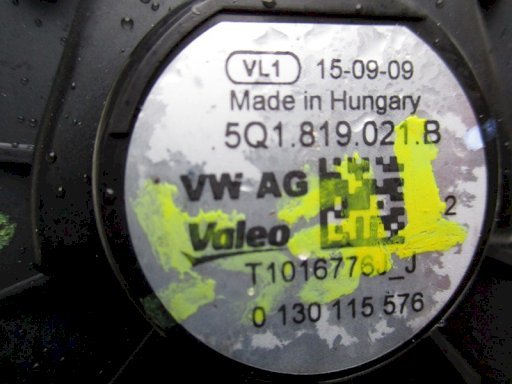 VL1 15-09-09
Made in Hungary
5Q1.819.021.B
VW AG
2
Valeo
0 130 115 576